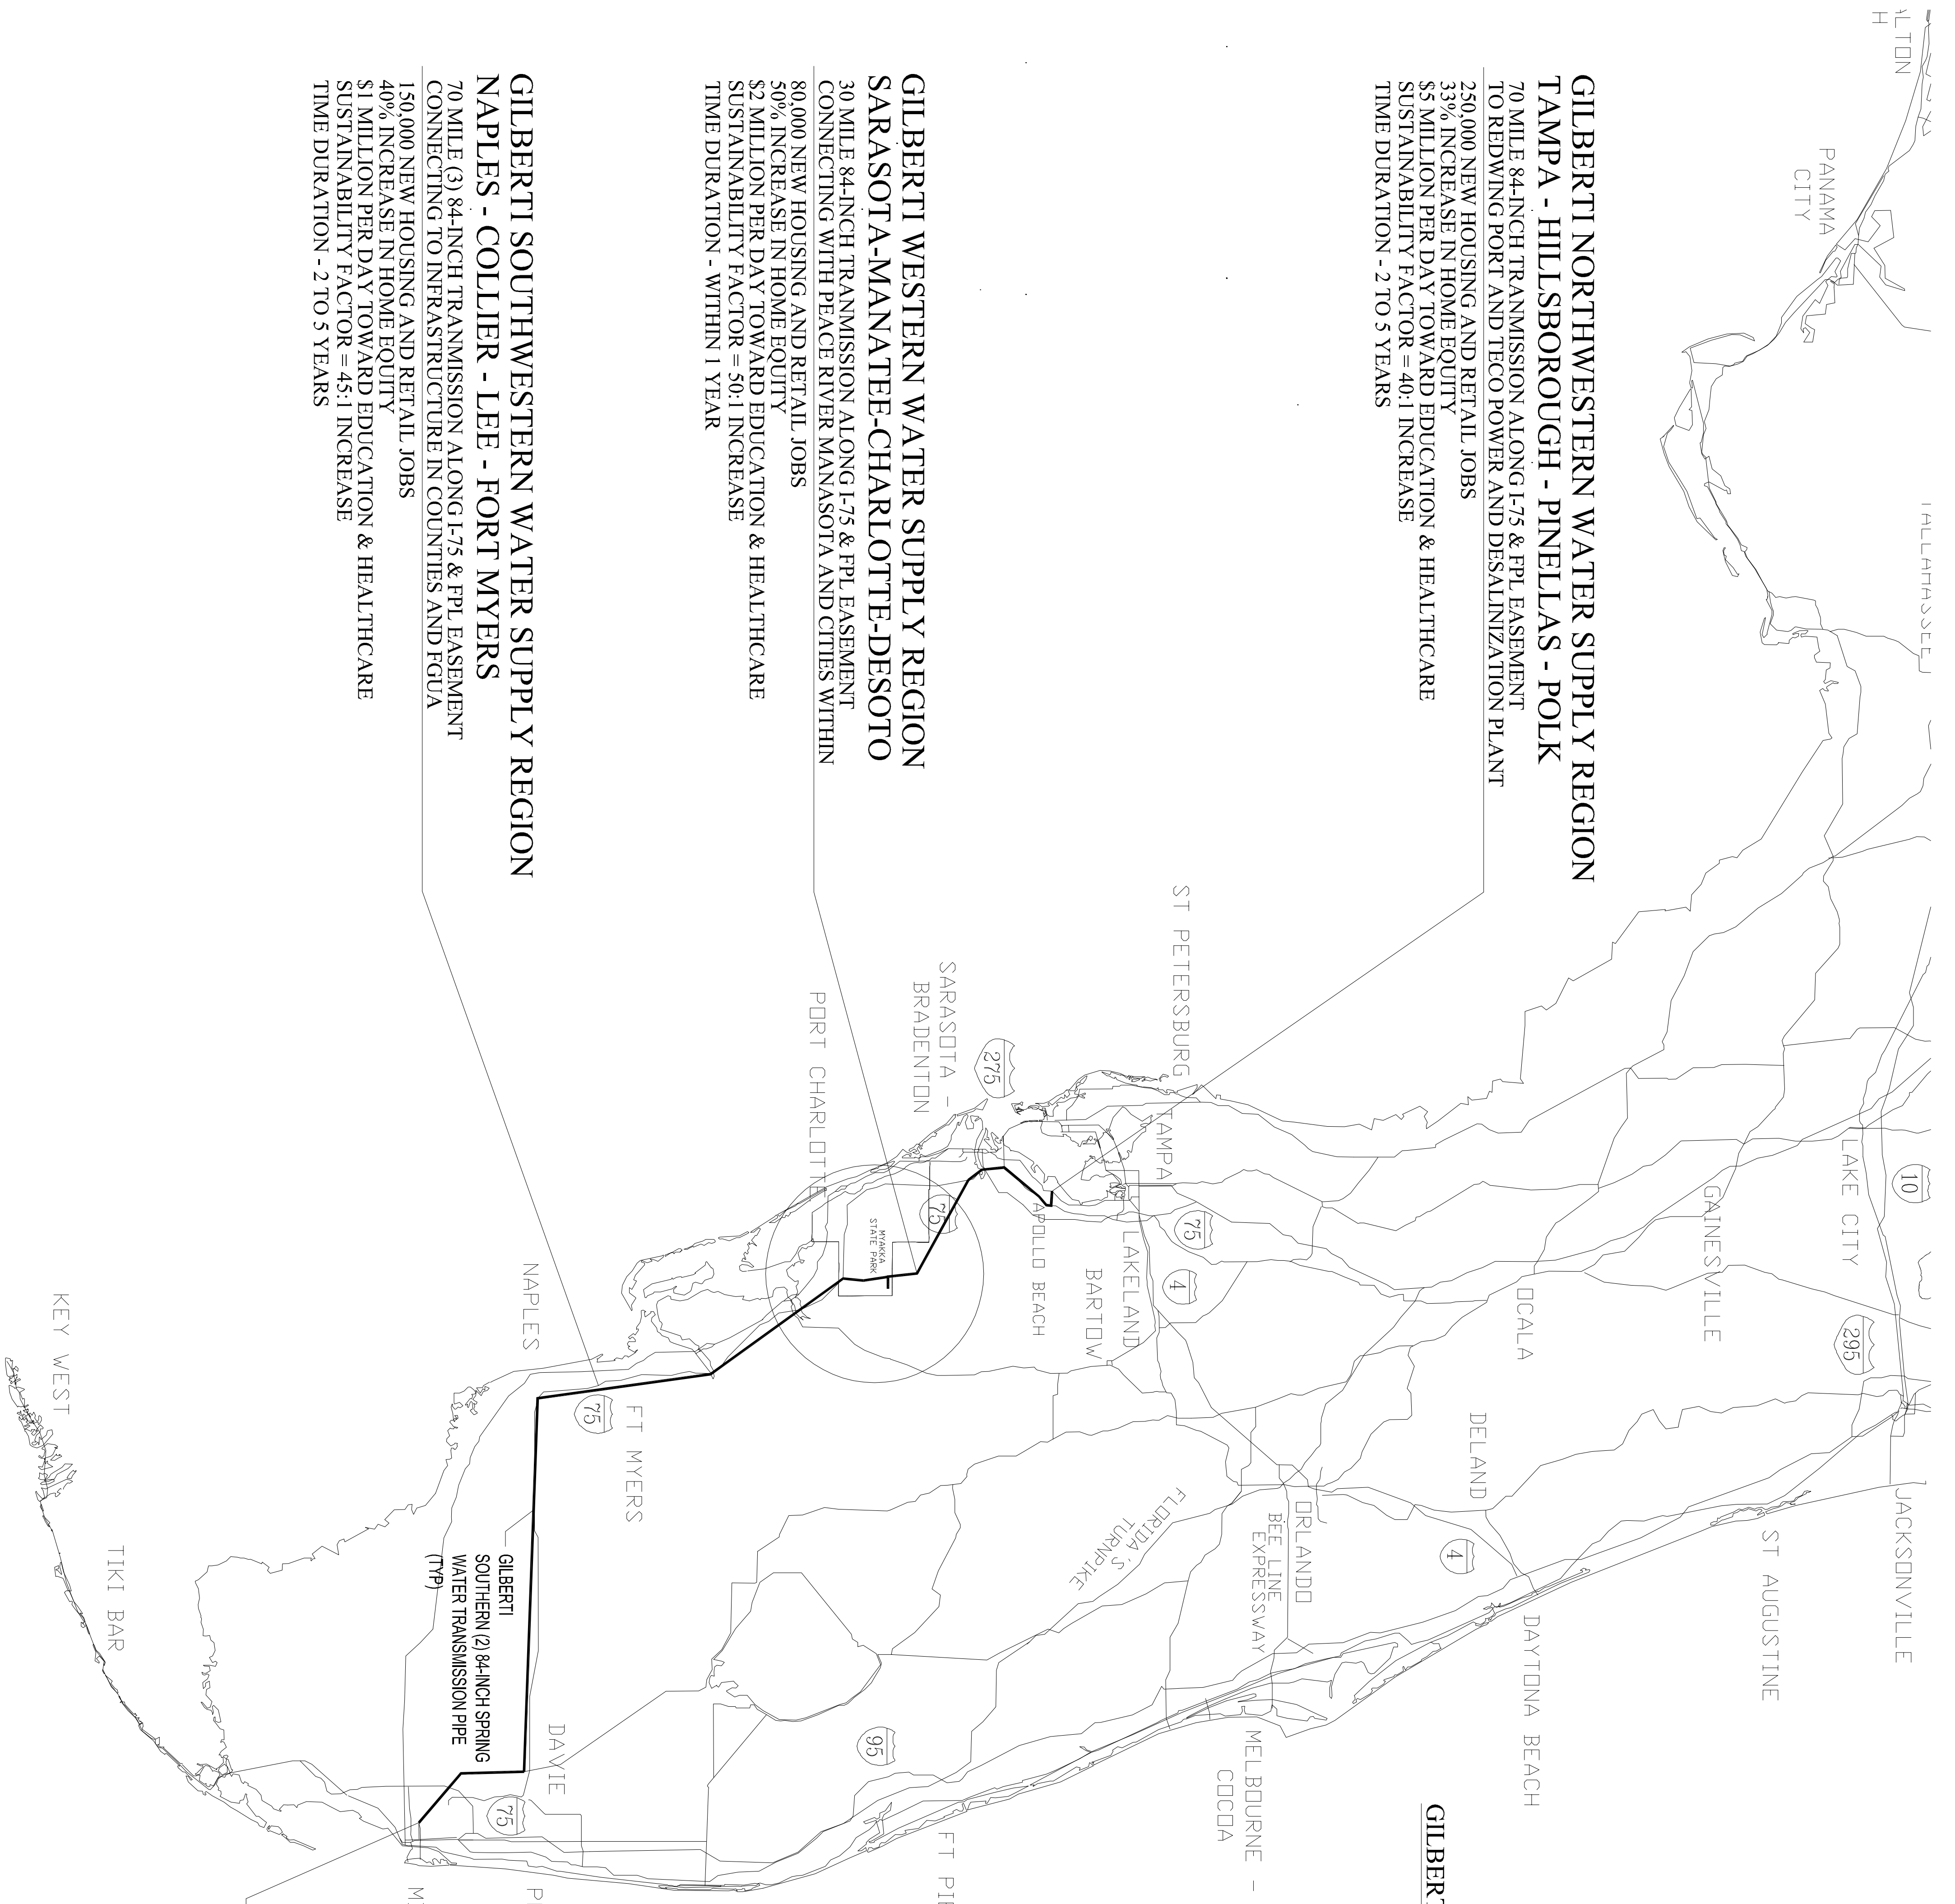 GILBERTI NORTHWESTERN WATER SUPPLY REGION
TAMPA - HILLSBOROUGH - PINELLAS - POLK
70 MILE 84-INCH TRANMISSION ALONG I-75 & FPL EASEMENT
TO REDWING PORT AND TECO POWER AND DESALINIZATION PLANT
250,000 NEW HOUSING AND RETAIL JOBS
33% INCREASE IN HOME EQUITY
$5 MILLION PER DAY TOWARD EDUCATION & HEALTHCARE
SUSTAINABILITY FACTOR = 40:1 INCREASE
TIME DURATION - 2 TO 5 YEARS
GILBERTI WESTERN WATER SUPPLY REGION
SARASOTA-MANATEE-CHARLOTTE-DESOTO
30 MILE 84-INCH TRANMISSION ALONG I-75 & FPL EASEMENT
CONNECTING WITH PEACE RIVER MANASOTA AND CITIES WITHIN
80,000 NEW HOUSING AND RETAIL JOBS
50% INCREASE IN HOME EQUITY
$2 MILLION PER DAY TOWARD EDUCATION & HEALTHCARE
SUSTAINABILITY FACTOR = 50:1 INCREASE
TIME DURATION - WITHIN 1 YEAR
GILBERTI SOUTHWESTERN WATER SUPPLY REGION
NAPLES - COLLIER - LEE - FORT MYERS
70 MILE (3) 84-INCH TRANMISSION ALONG I-75 & FPL EASEMENT
CONNECTING TO INFRASTRUCTURE IN COUNTIES AND FGUA
150,000 NEW HOUSING AND RETAIL JOBS
40% INCREASE IN HOME EQUITY
$1 MILLION PER DAY TOWARD EDUCATION & HEALTHCARE
SUSTAINABILITY FACTOR = 45:1 INCREASE
TIME DURATION - 2 TO 5 YEARS
PANAMA
CITY
10
LAKE CITY
295
JACKSONVILLE
GAINESVILLE
ST AUGUSTINE
OCALA
DELAND
4
DAYTONA BEACH
ST PETERSBURG
TAMPA
75
4
LAKELAND
BARTOW
APOLLO BEACH
ORLANDO
BEE LINE
EXPRESSWAY
MELBOURNE -
COCOA
FLORIDA'S
TURNPIKE
275
SARASOTA -
BRADENTON
75
MYAKKA
STATE PARK
PORT CHARLOTTE
95
FT MYERS
75
NAPLES
DAVIE
75
GILBERTI
SOUTHERN (2) 84-INCH SPRING
WATER TRANSMISSION PIPE
(TYP)
KEY WEST
TIKI BAR